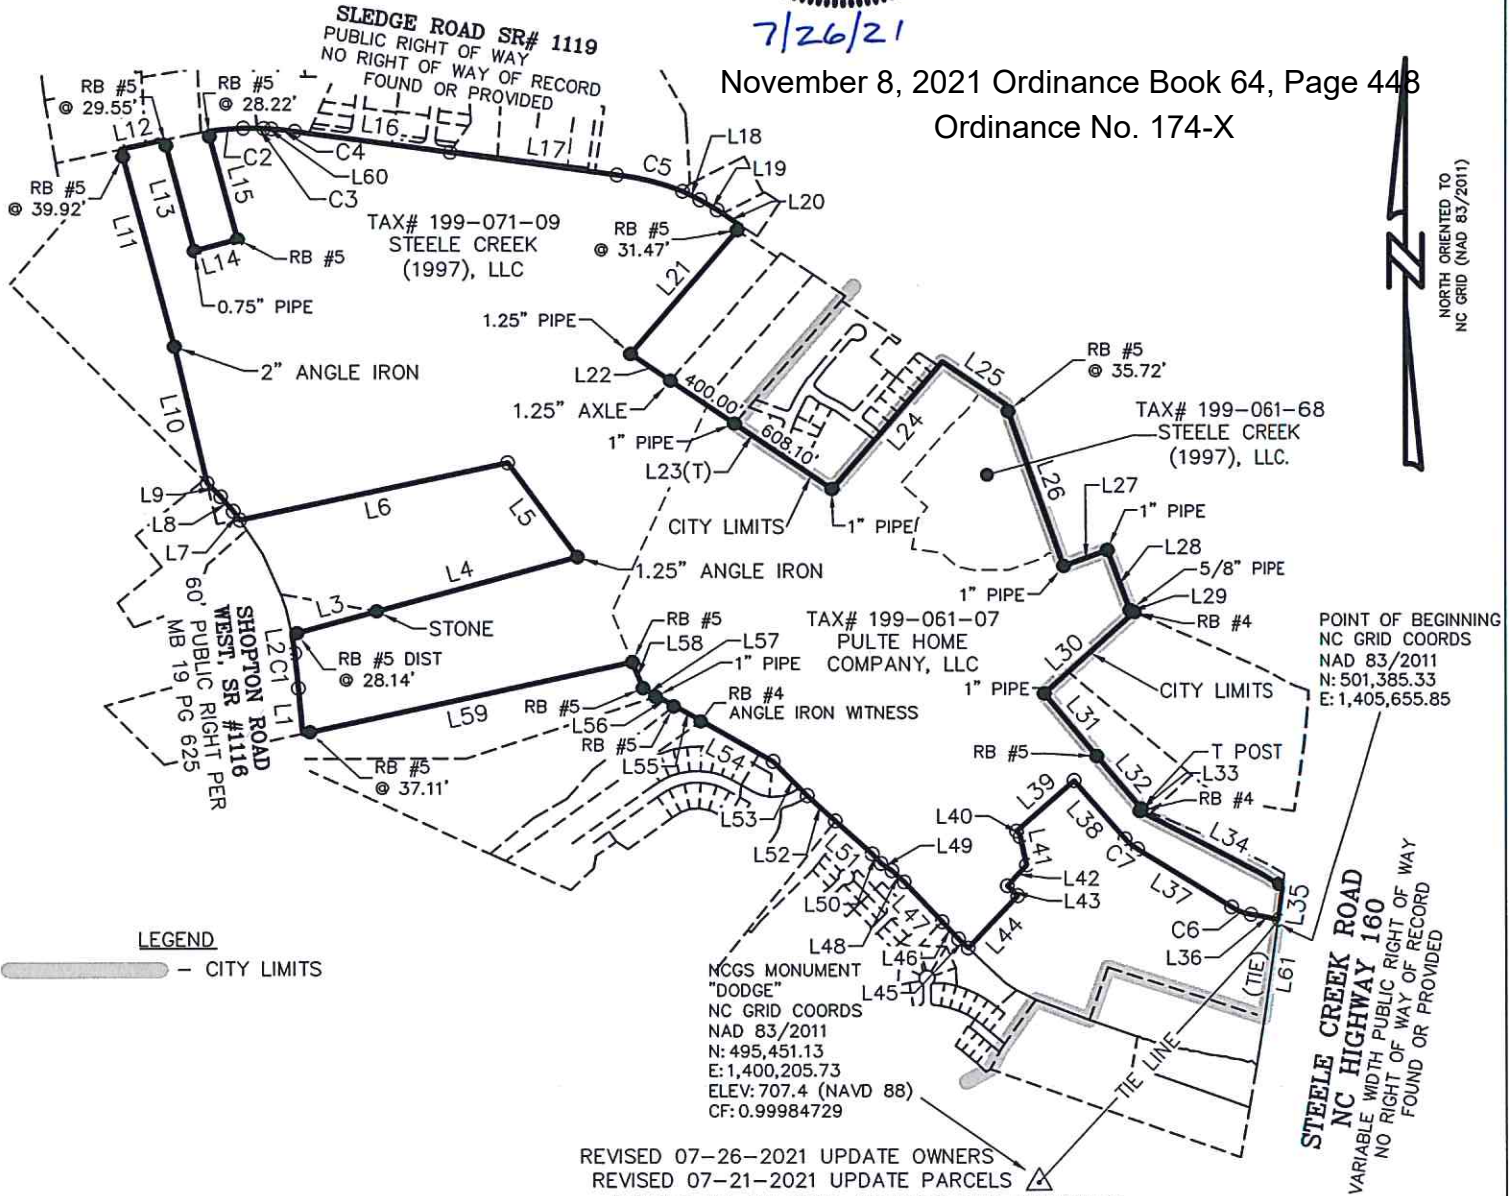 7/26/21
November 8, 2021 Ordinance Book 64, Page 448
Ordinance No. 174-X
SLEDGE ROAD SR# 1119
PUBLIC RIGHT OF WAY
NO RIGHT OF WAY OF RECORD
FOUND OR PROVIDED
RB #5
@ 29.55'
RB #5
@ 28.22'
L12
C2
L16
C4
L60
C3
L17
C5
L18
L19
L20
RB #5
@ 39.92'
L11
L13
L15
L14
RB #5
0.75" PIPE
TAX# 199-071-09
STEELE CREEK
(1997), LLC
RB #5
@ 31.47'
L21
1.25" PIPE
NORTH ORIENTED TO
NC GRID (NAD 83/2011)
N
2" ANGLE IRON
L10
L22
400.00'
1.25" AXLE
1" PIPE
608.10'
L23(T)
L24
L25
RB #5
@ 35.72'
TAX# 199-061-68
STEELE CREEK
(1997), LLC.
L26
L27
1" PIPE
CITY LIMITS
1" PIPE
L28
5/8" PIPE
1" PIPE
L29
RB #4
L9
L8
L7
L6
L5
L4
1.25" ANGLE IRON
L3
STONE
L2
C1
L1
RB #5 DIST
@ 28.14'
SHOPTON ROAD
WEST, SR #1116
60' PUBLIC RIGHT PER
MB 19 PG 625
RB #5
L58
L57
1" PIPE
TAX# 199-061-07
PULTE HOME
COMPANY, LLC
RB #4
ANGLE IRON WITNESS
RB #5
L56
RB #5
L55
L54
L59
RB #5
@ 37.11'
L30
CITY LIMITS
1" PIPE
L31
POINT OF BEGINNING
NC GRID COORDS
NAD 83/2011
N: 501,385.33
E: 1,405,655.85
RB #5
L32
T POST
L33
RB #4
L53
L52
L51
L49
L50
L48
L47
L46
L45
L40
L39
L38
C7
L41
L42
L43
L44
L34
L37
C6
L36
L35
L61
(TIE)
TIE LINE
STEELE CREEK ROAD
NC HIGHWAY 160
VARIABLE WIDTH PUBLIC RIGHT OF WAY
NO RIGHT OF WAY OF RECORD
FOUND OR PROVIDED
LEGEND
– CITY LIMITS
NCGS MONUMENT
"DODGE"
NC GRID COORDS
NAD 83/2011
N: 495,451.13
E: 1,400,205.73
ELEV: 707.4 (NAVD 88)
CF: 0.99984729
REVISED 07-26-2021 UPDATE OWNERS
REVISED 07-21-2021 UPDATE PARCELS